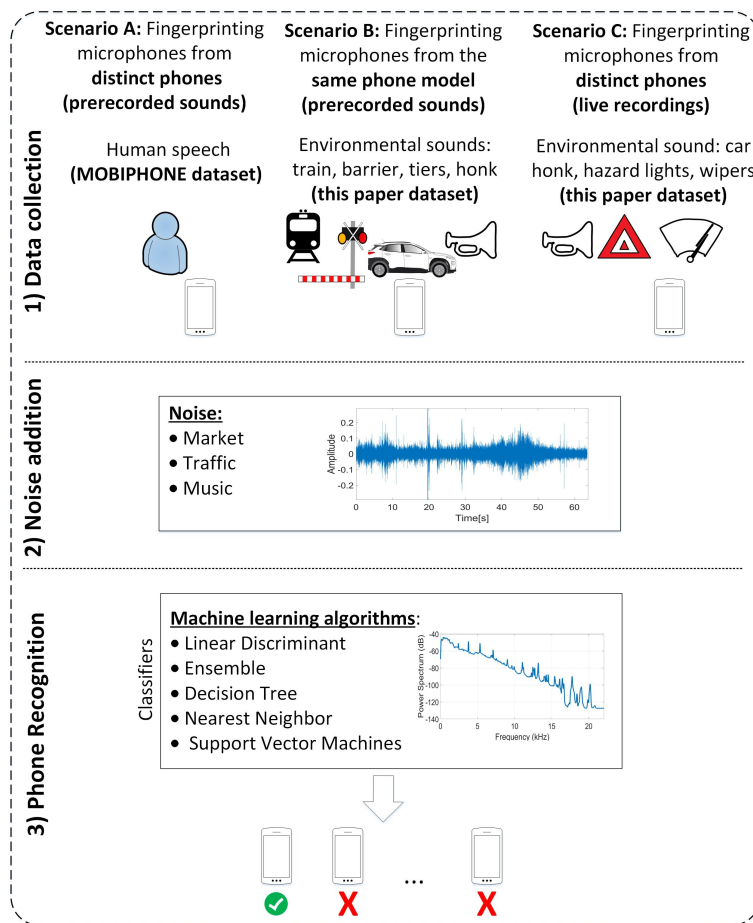 1) Data collection
Scenario A: Fingerprinting
microphones from
distinct phones
(prerecorded sounds)
Human speech
(MOBIPHONE dataset)
Scenario B: Fingerprinting
microphones from the
same phone model
(prerecorded sounds)
Environmental sounds:
train, barrier, tiers, honk
(this paper dataset)
Scenario C: Fingerprinting
microphones from
distinct phones
(live recordings)
Environmental sound: car
honk, hazard lights, wipers
(this paper dataset)
2) Noise addition
Noise:
• Market
• Traffic
• Music
Amplitude
0.2
0.1
0
-0.1
-0.2
0 10 20 30 40 50 60
Time[s]
3) Phone Recognition
Classifiers
Machine learning algorithms:
• Linear Discriminant
• Ensemble
• Decision Tree
• Nearest Neighbor
• Support Vector Machines
Power Spectrum (dB)
-40
-60
-80
-100
-120
-140
0 5 10 15 20
Frequency (kHz)
...
X X